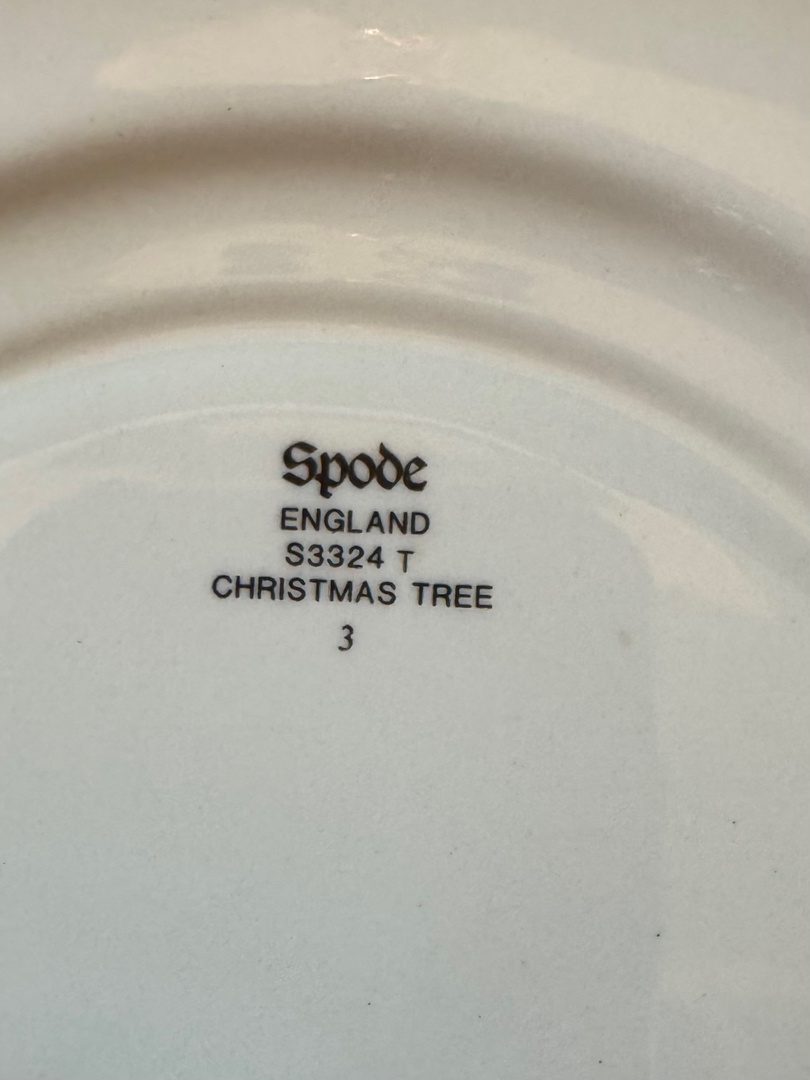 Spode
ENGLAND
S3324 T
CHRISTMAS TREE
3